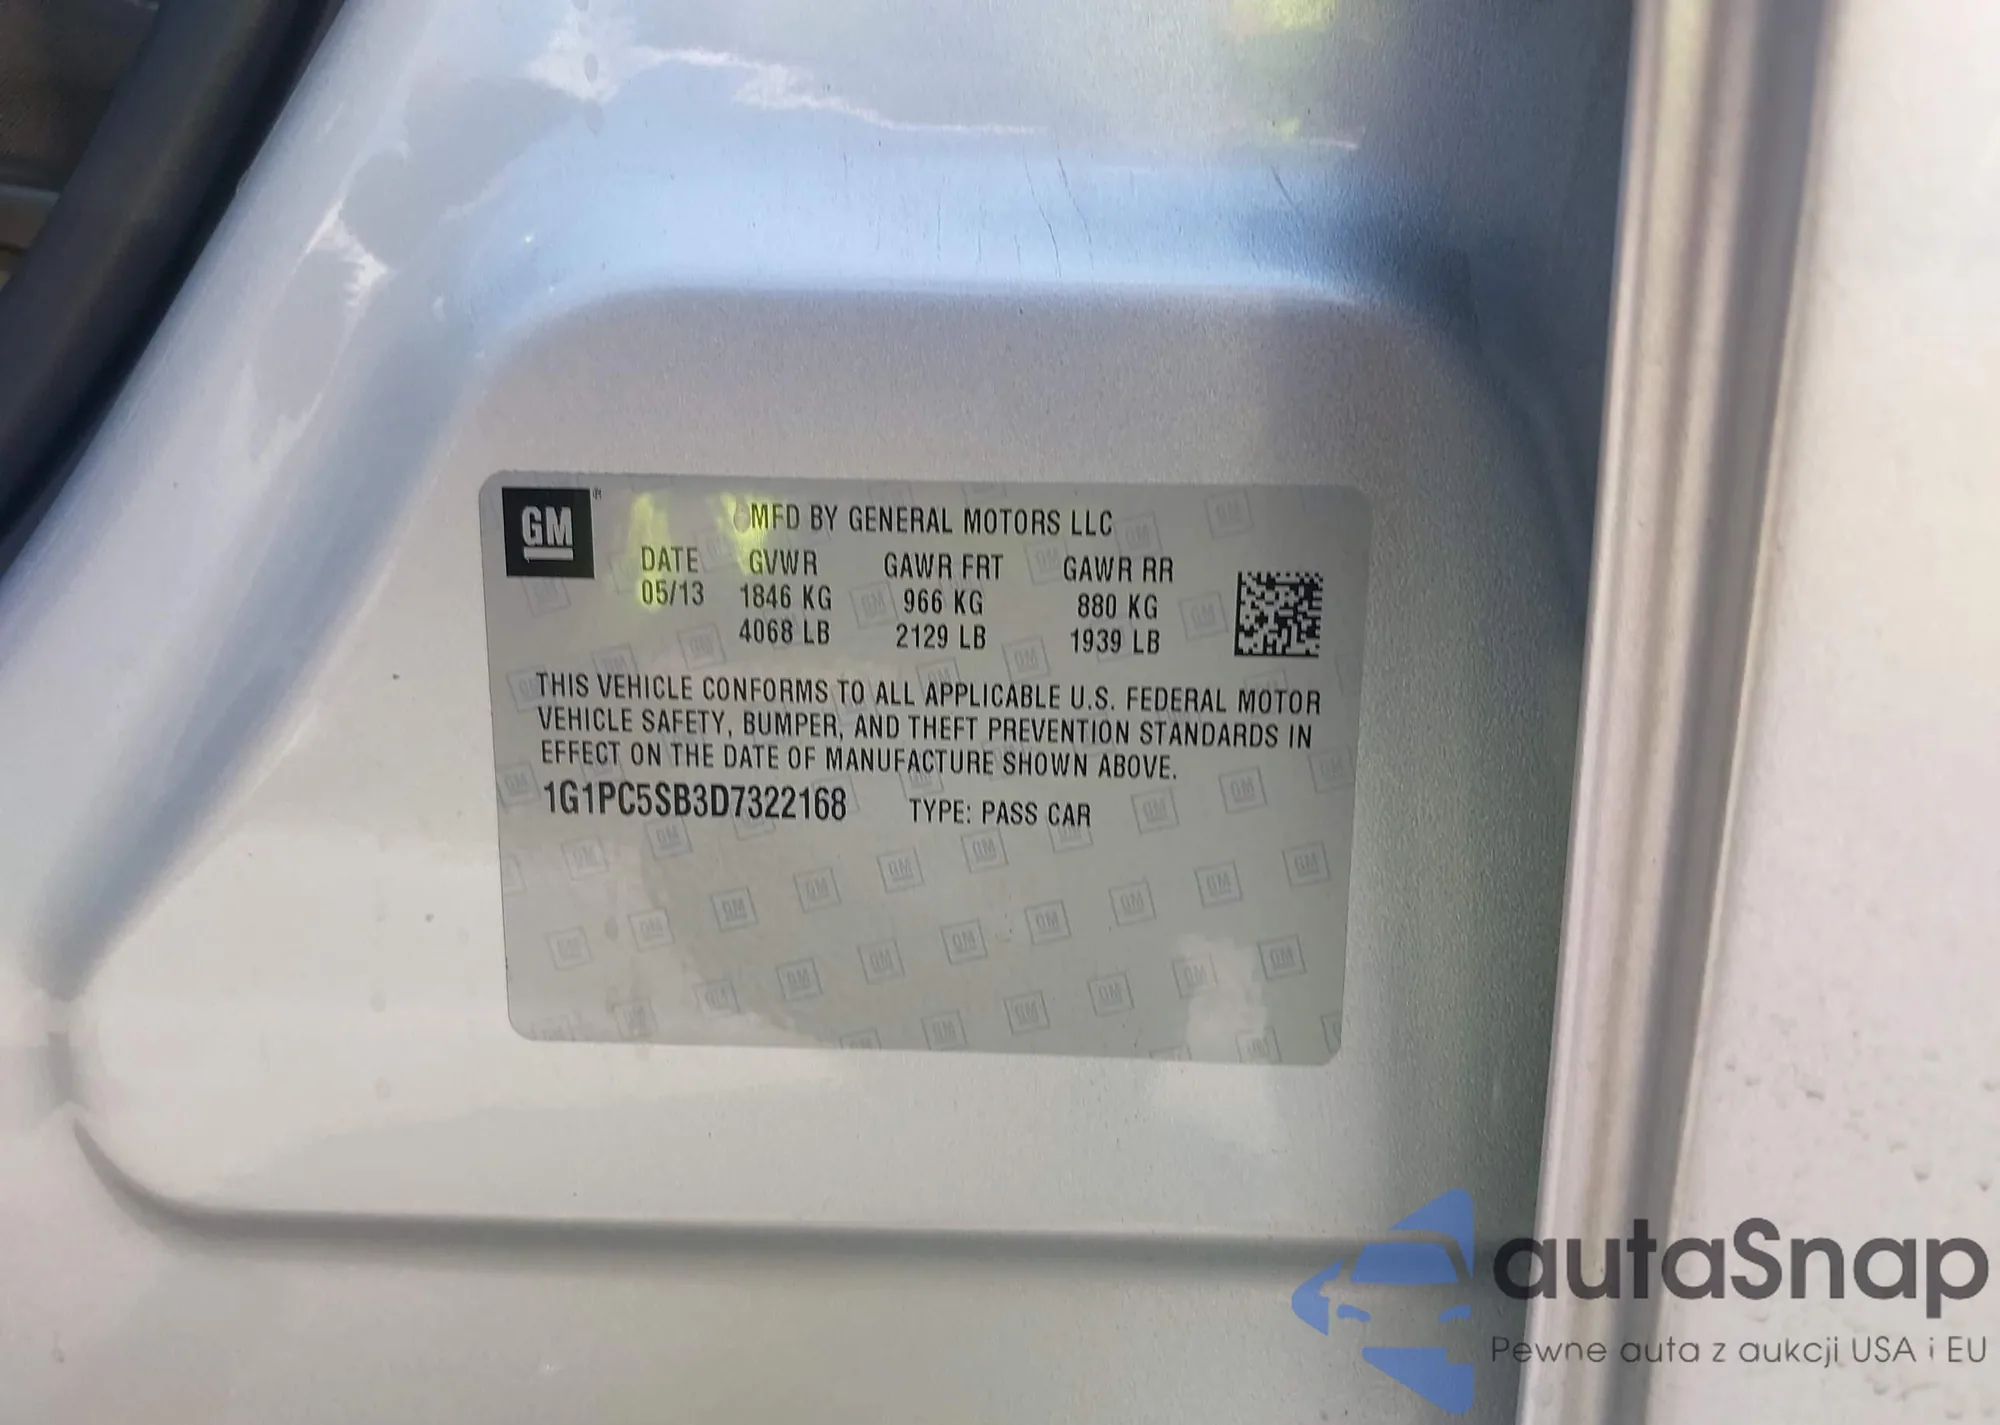 GM
MFD BY GENERAL MOTORS LLC
DATE GVWR GAWR FRT GAWR RR
05/13 1846 KG 966 KG 880 KG
4068 LB 2129 LB 1939 LB
THIS VEHICLE CONFORMS TO ALL APPLICABLE U.S. FEDERAL MOTOR
VEHICLE SAFETY, BUMPER, AND THEFT PREVENTION STANDARDS IN
EFFECT ON THE DATE OF MANUFACTURE SHOWN ABOVE.
1G1PC5SB3D7322168 TYPE: PASS CAR
autaSnap
Pewne auta z aukcji USA i EU